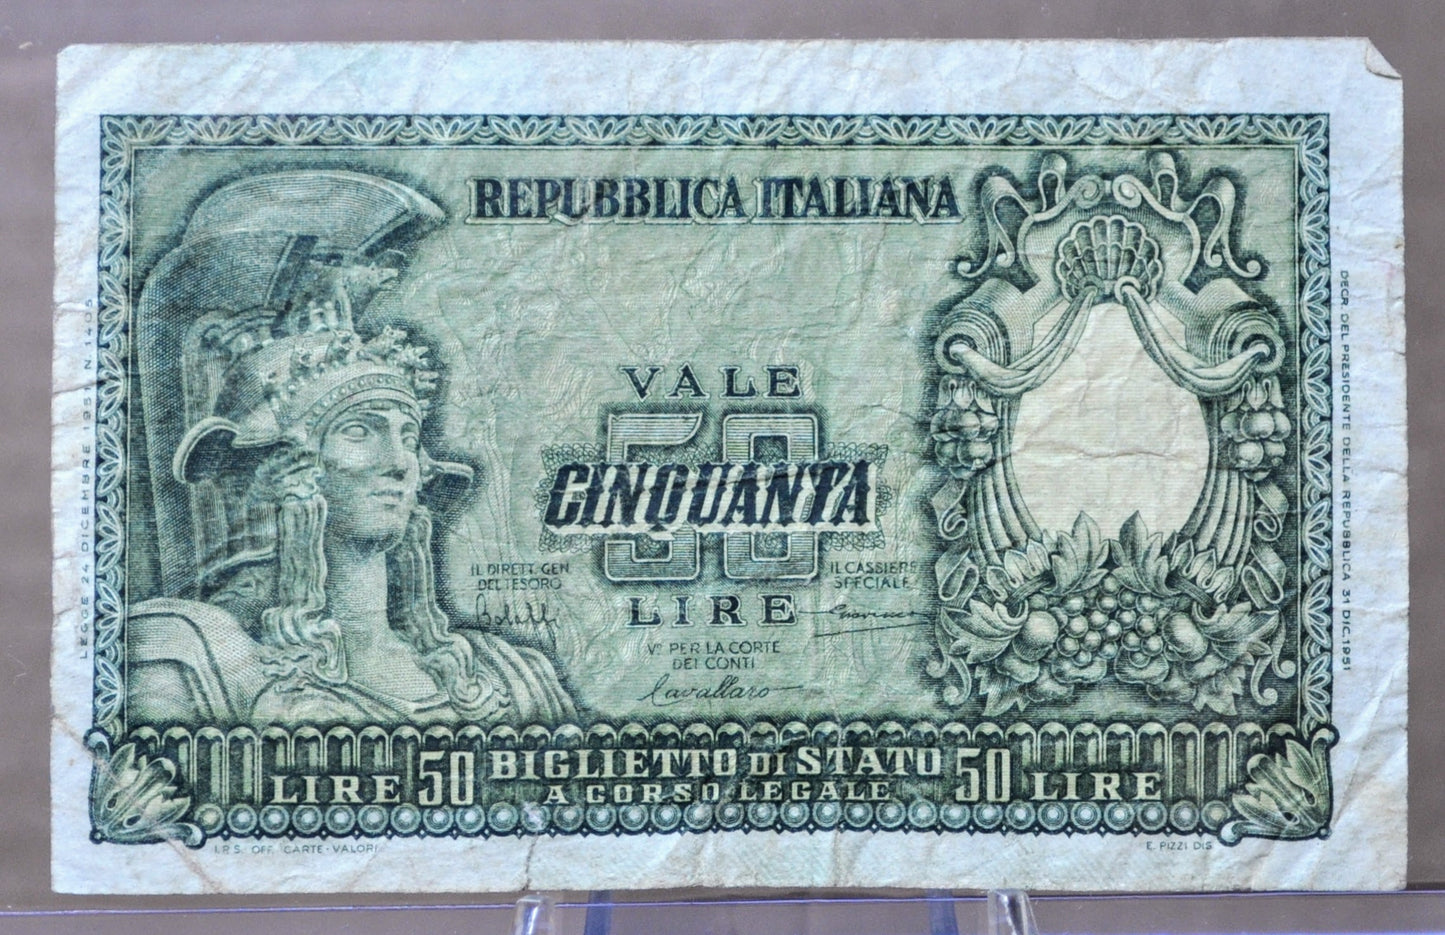 REPUBBLICA ITALIANA
VALE
50
CINQUANTA
LIRE
IL DIRETT. GEN
DEL TESORO
IL CASSIERE
SPECIALE
Vº PER LA CORTE
DEI CONTI
Cavallaro
LIRE 50 BIGLIETTO DI STATO 50 LIRE
A CORSO LEGALE
I.P.S. OFF. CARTE-VALORI
E. PIZZI DIS.
LEGGE 24 DICEMBRE 1951 N. 1405
DECR. DEL PRESIDENTE DELLA REPUBBLICA 31 DIC. 1951